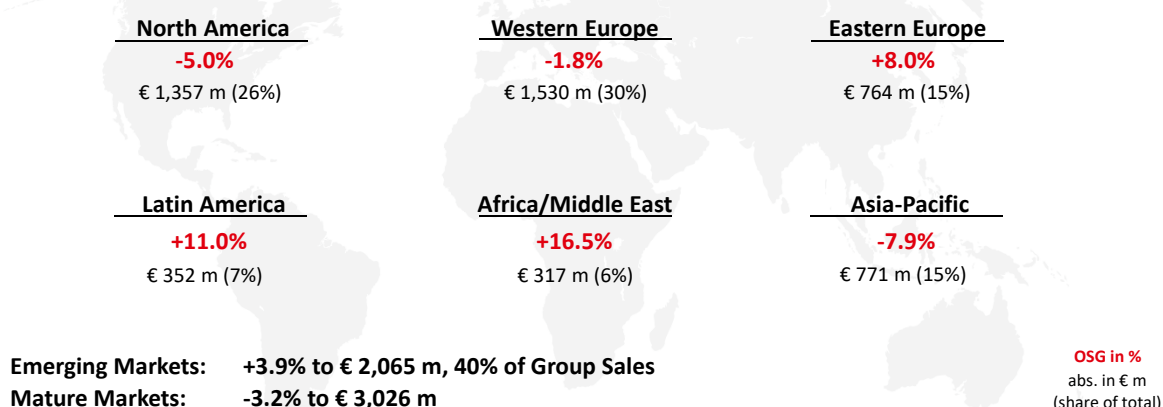 North America
-5.0%
€ 1,357 m (26%)
Western Europe
-1.8%
€ 1,530 m (30%)
Eastern Europe
+8.0%
€ 764 m (15%)
Latin America
+11.0%
€ 352 m (7%)
Africa/Middle East
+16.5%
€ 317 m (6%)
Asia-Pacific
-7.9%
€ 771 m (15%)
Emerging Markets: +3.9% to € 2,065 m, 40% of Group Sales
Mature Markets: -3.2% to € 3,026 m
OSG in %
abs. in € m
(share of total)